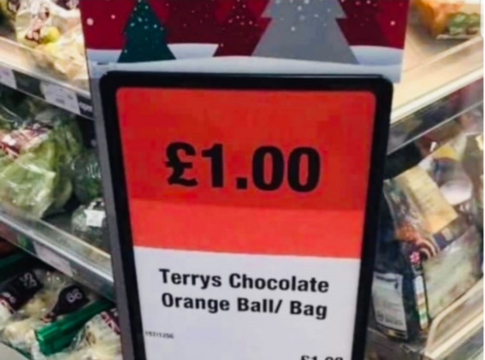 £1.00
Terrys Chocolate
Orange Ball/ Bag